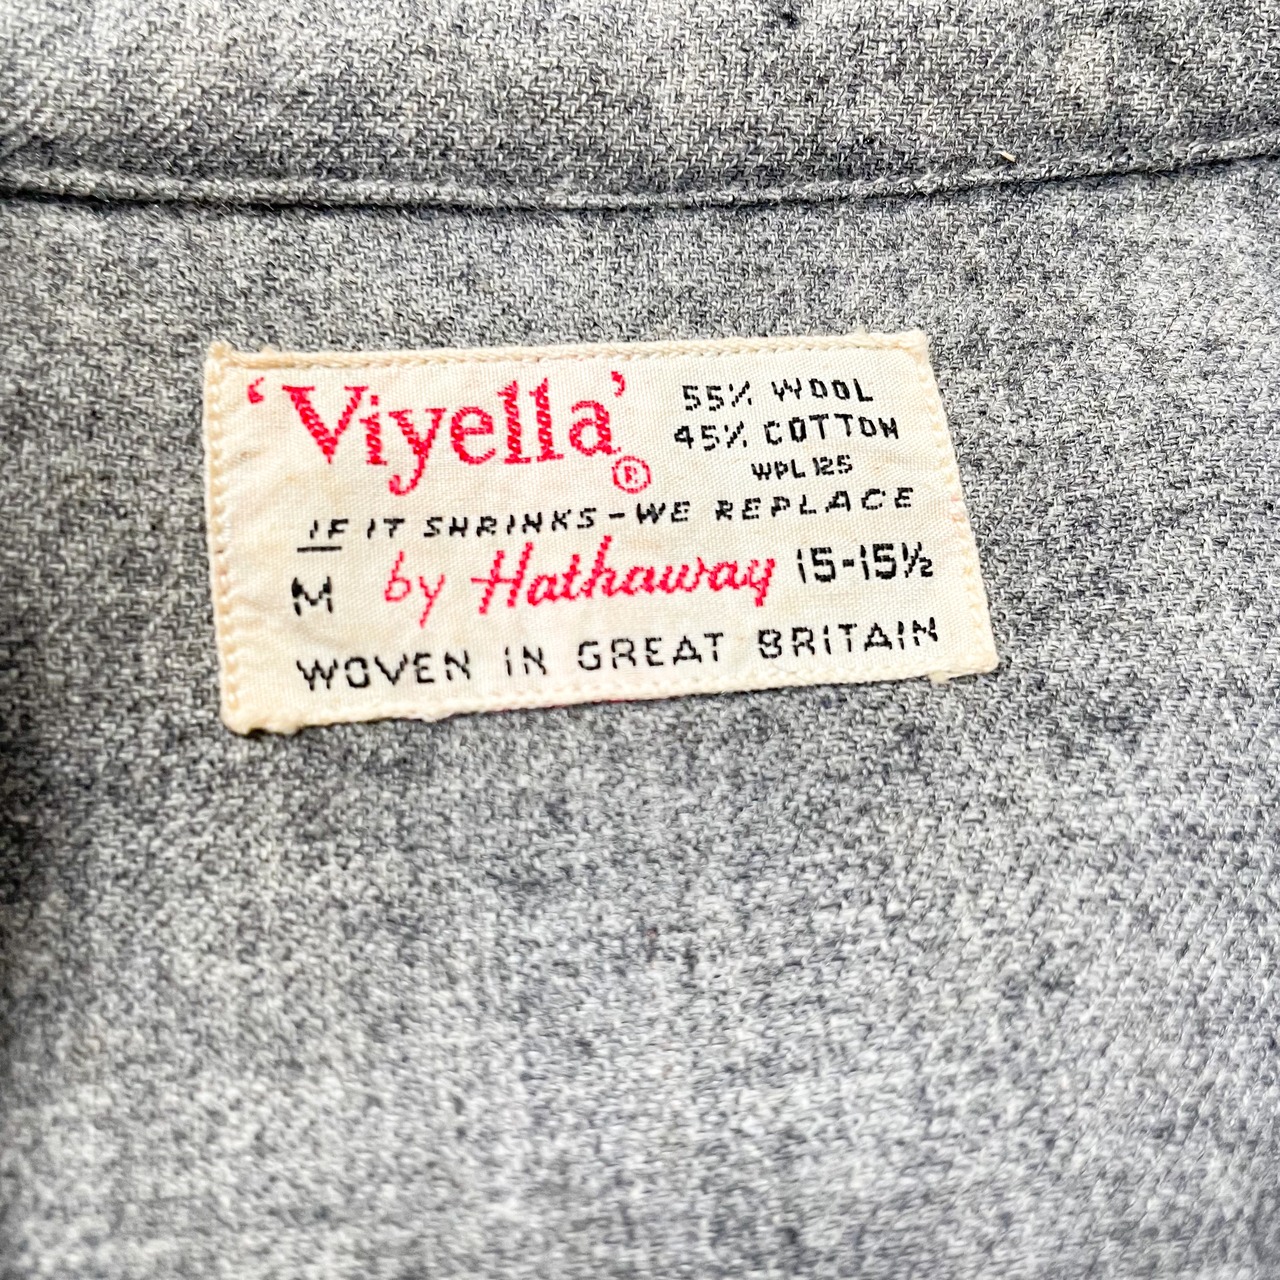 'Viyella'® 55% WOOL
45% COTTON
WPL 125
IF IT SHRINKS-WE REPLACE
M by Hathaway 15-15½
WOVEN IN GREAT BRITAIN